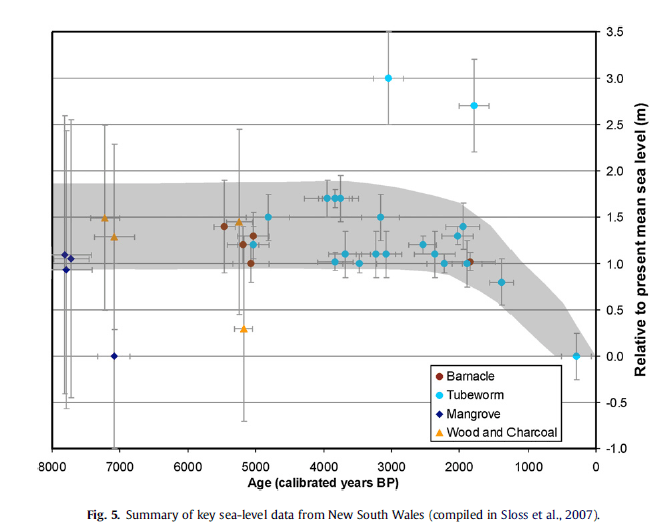 3.5
3.0
2.5
2.0
1.5
1.0
0.5
0.0
-0.5
-1.0
Relative to present mean sea level (m)
Barnacle
Tubeworm
Mangrove
Wood and Charcoal
8000 7000 6000 5000 4000 3000 2000 1000 0
Age (calibrated years BP)
Fig. 5. Summary of key sea-level data from New South Wales (compiled in Sloss et al., 2007).